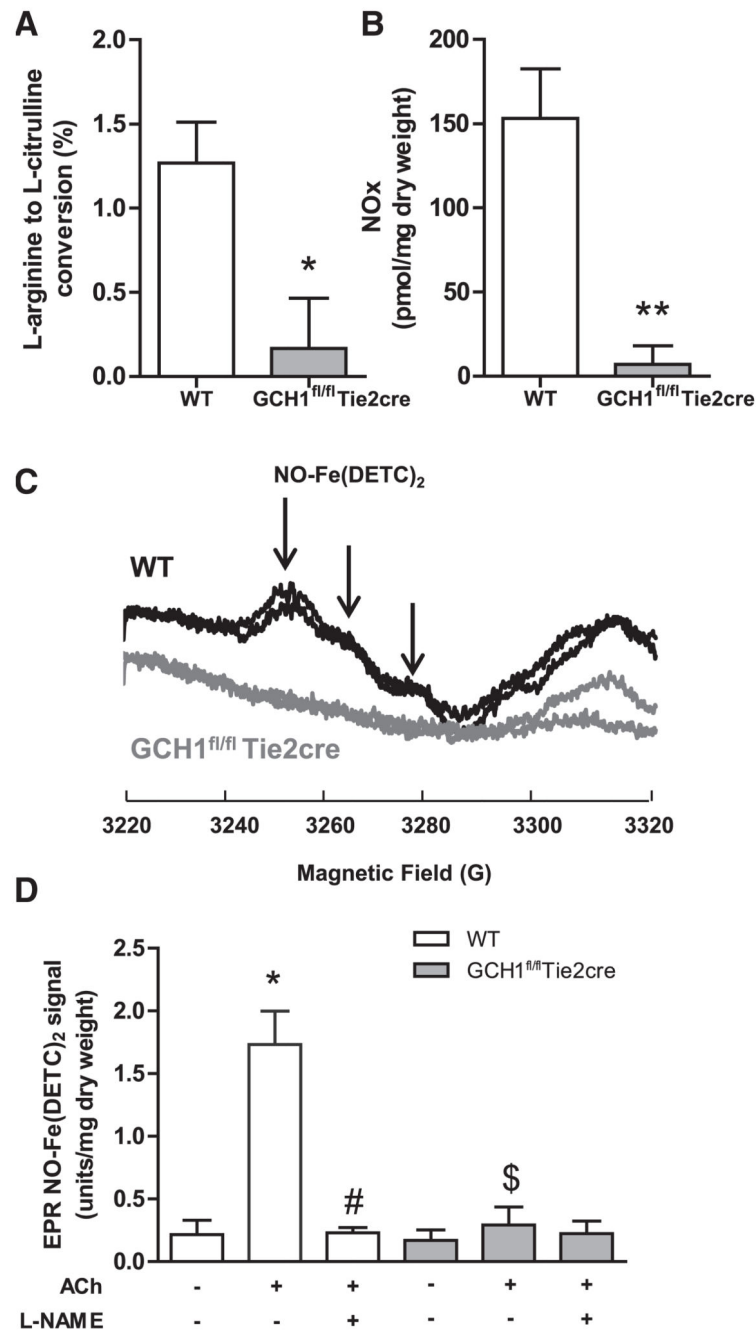 A
L-arginine to L-citrulline
conversion (%)
2.0
1.5
1.0
0.5
0.0
*
WT
GCH1fl/flTie2cre
B
NOx
(pmol/mg dry weight)
200
150
100
50
0
**
WT
GCH1fl/flTie2cre
C
NO-Fe(DETC)2
WT
GCH1fl/fl Tie2cre
3220 3240 3260 3280 3300 3320
Magnetic Field (G)
D
EPR NO-Fe(DETC)2 signal
(units/mg dry weight)
2.5
2.0
1.5
1.0
0.5
0.0
WT
GCH1fl/flTie2cre
*
#
$
ACh - + + - + +
L-NAME - - + - - +